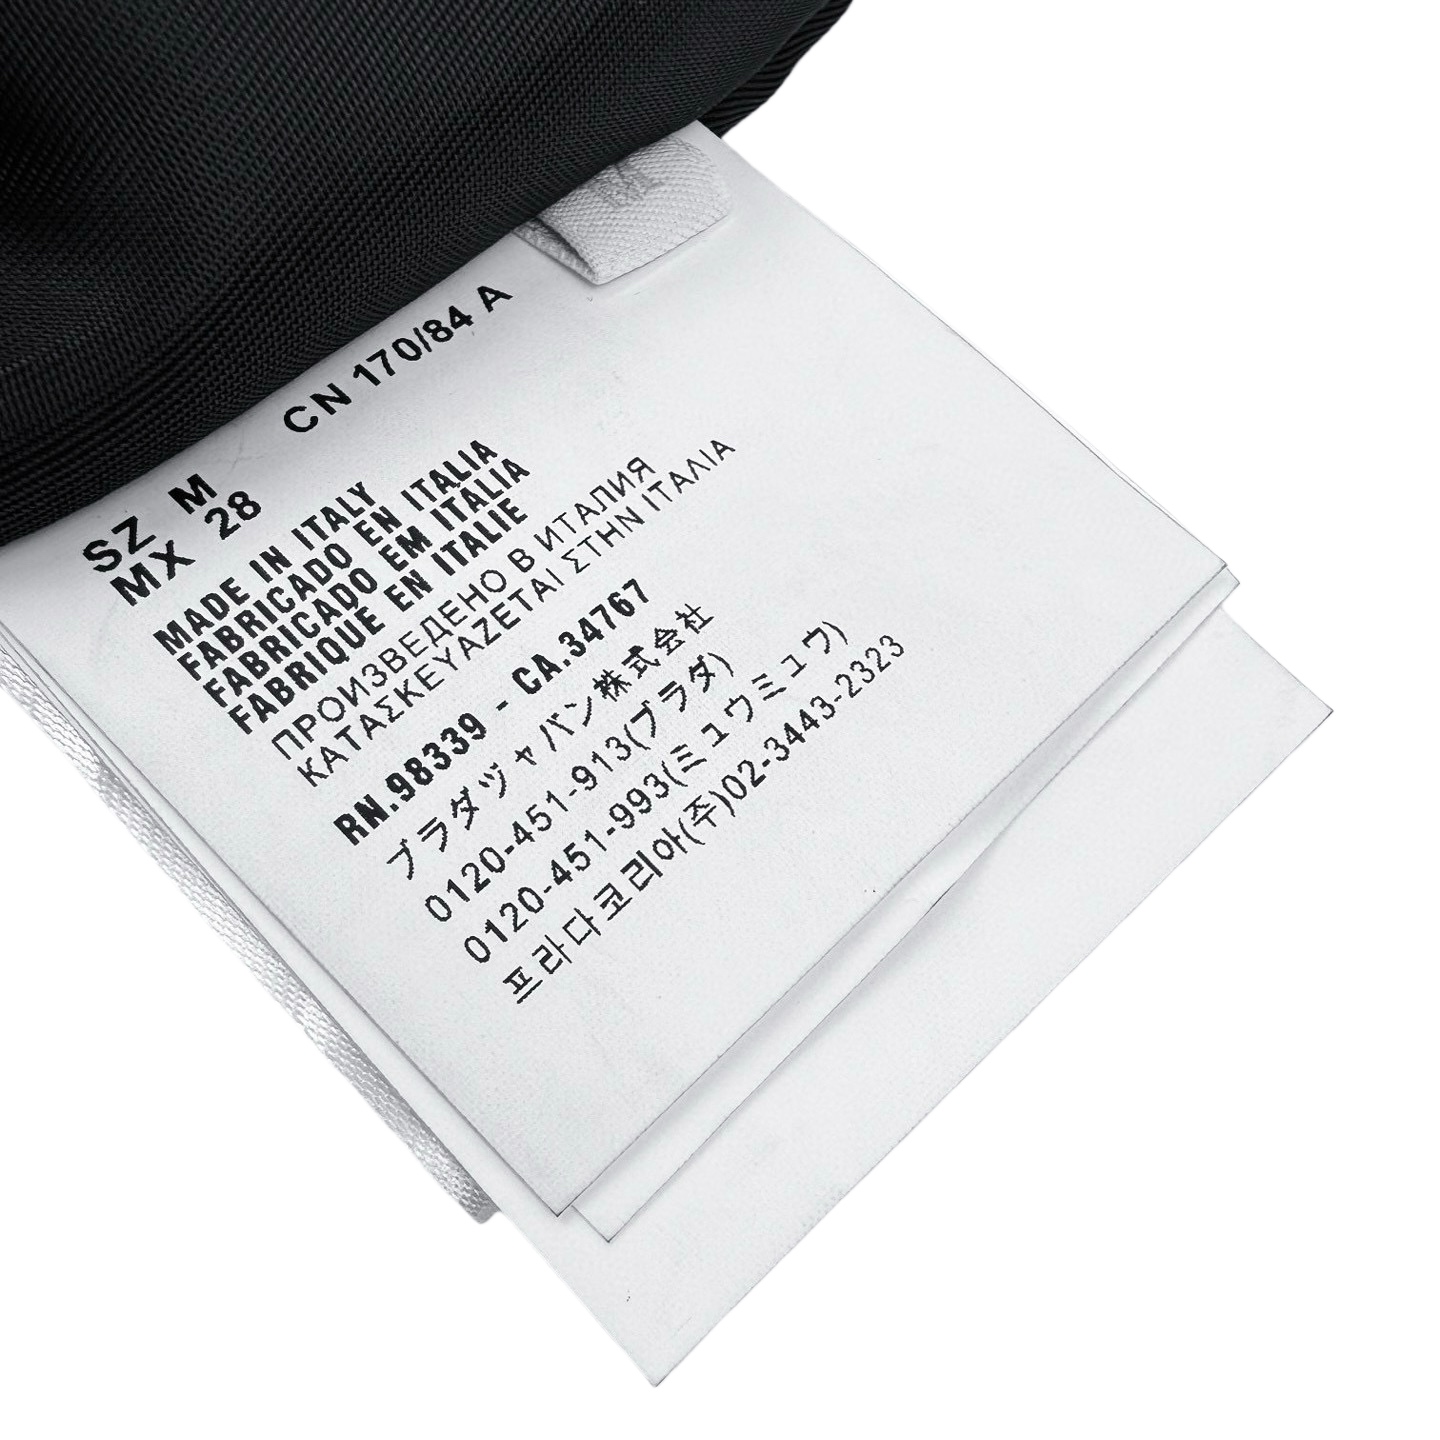 M
SZ M CN 170/84 A
MX 28
MADE IN ITALY
FABRICADO EN ITALIA
FABRICADO EM ITALIA
FABRIQUÉ EN ITALIE
ПРОИЗВЕДЕНО В ИТАЛИЯ
ΚΑΤΑΣΚΕΥΑΖΕΤΑΙ ΣΤΗΝ ΙΤΑΛΙΑ
RN.98339 - CA.34767
プラダジャパン株式会社
0120-451-913(プラダ)
0120-451-993(ミュウミュウ)
프라다코리아(주)02-3443-2323